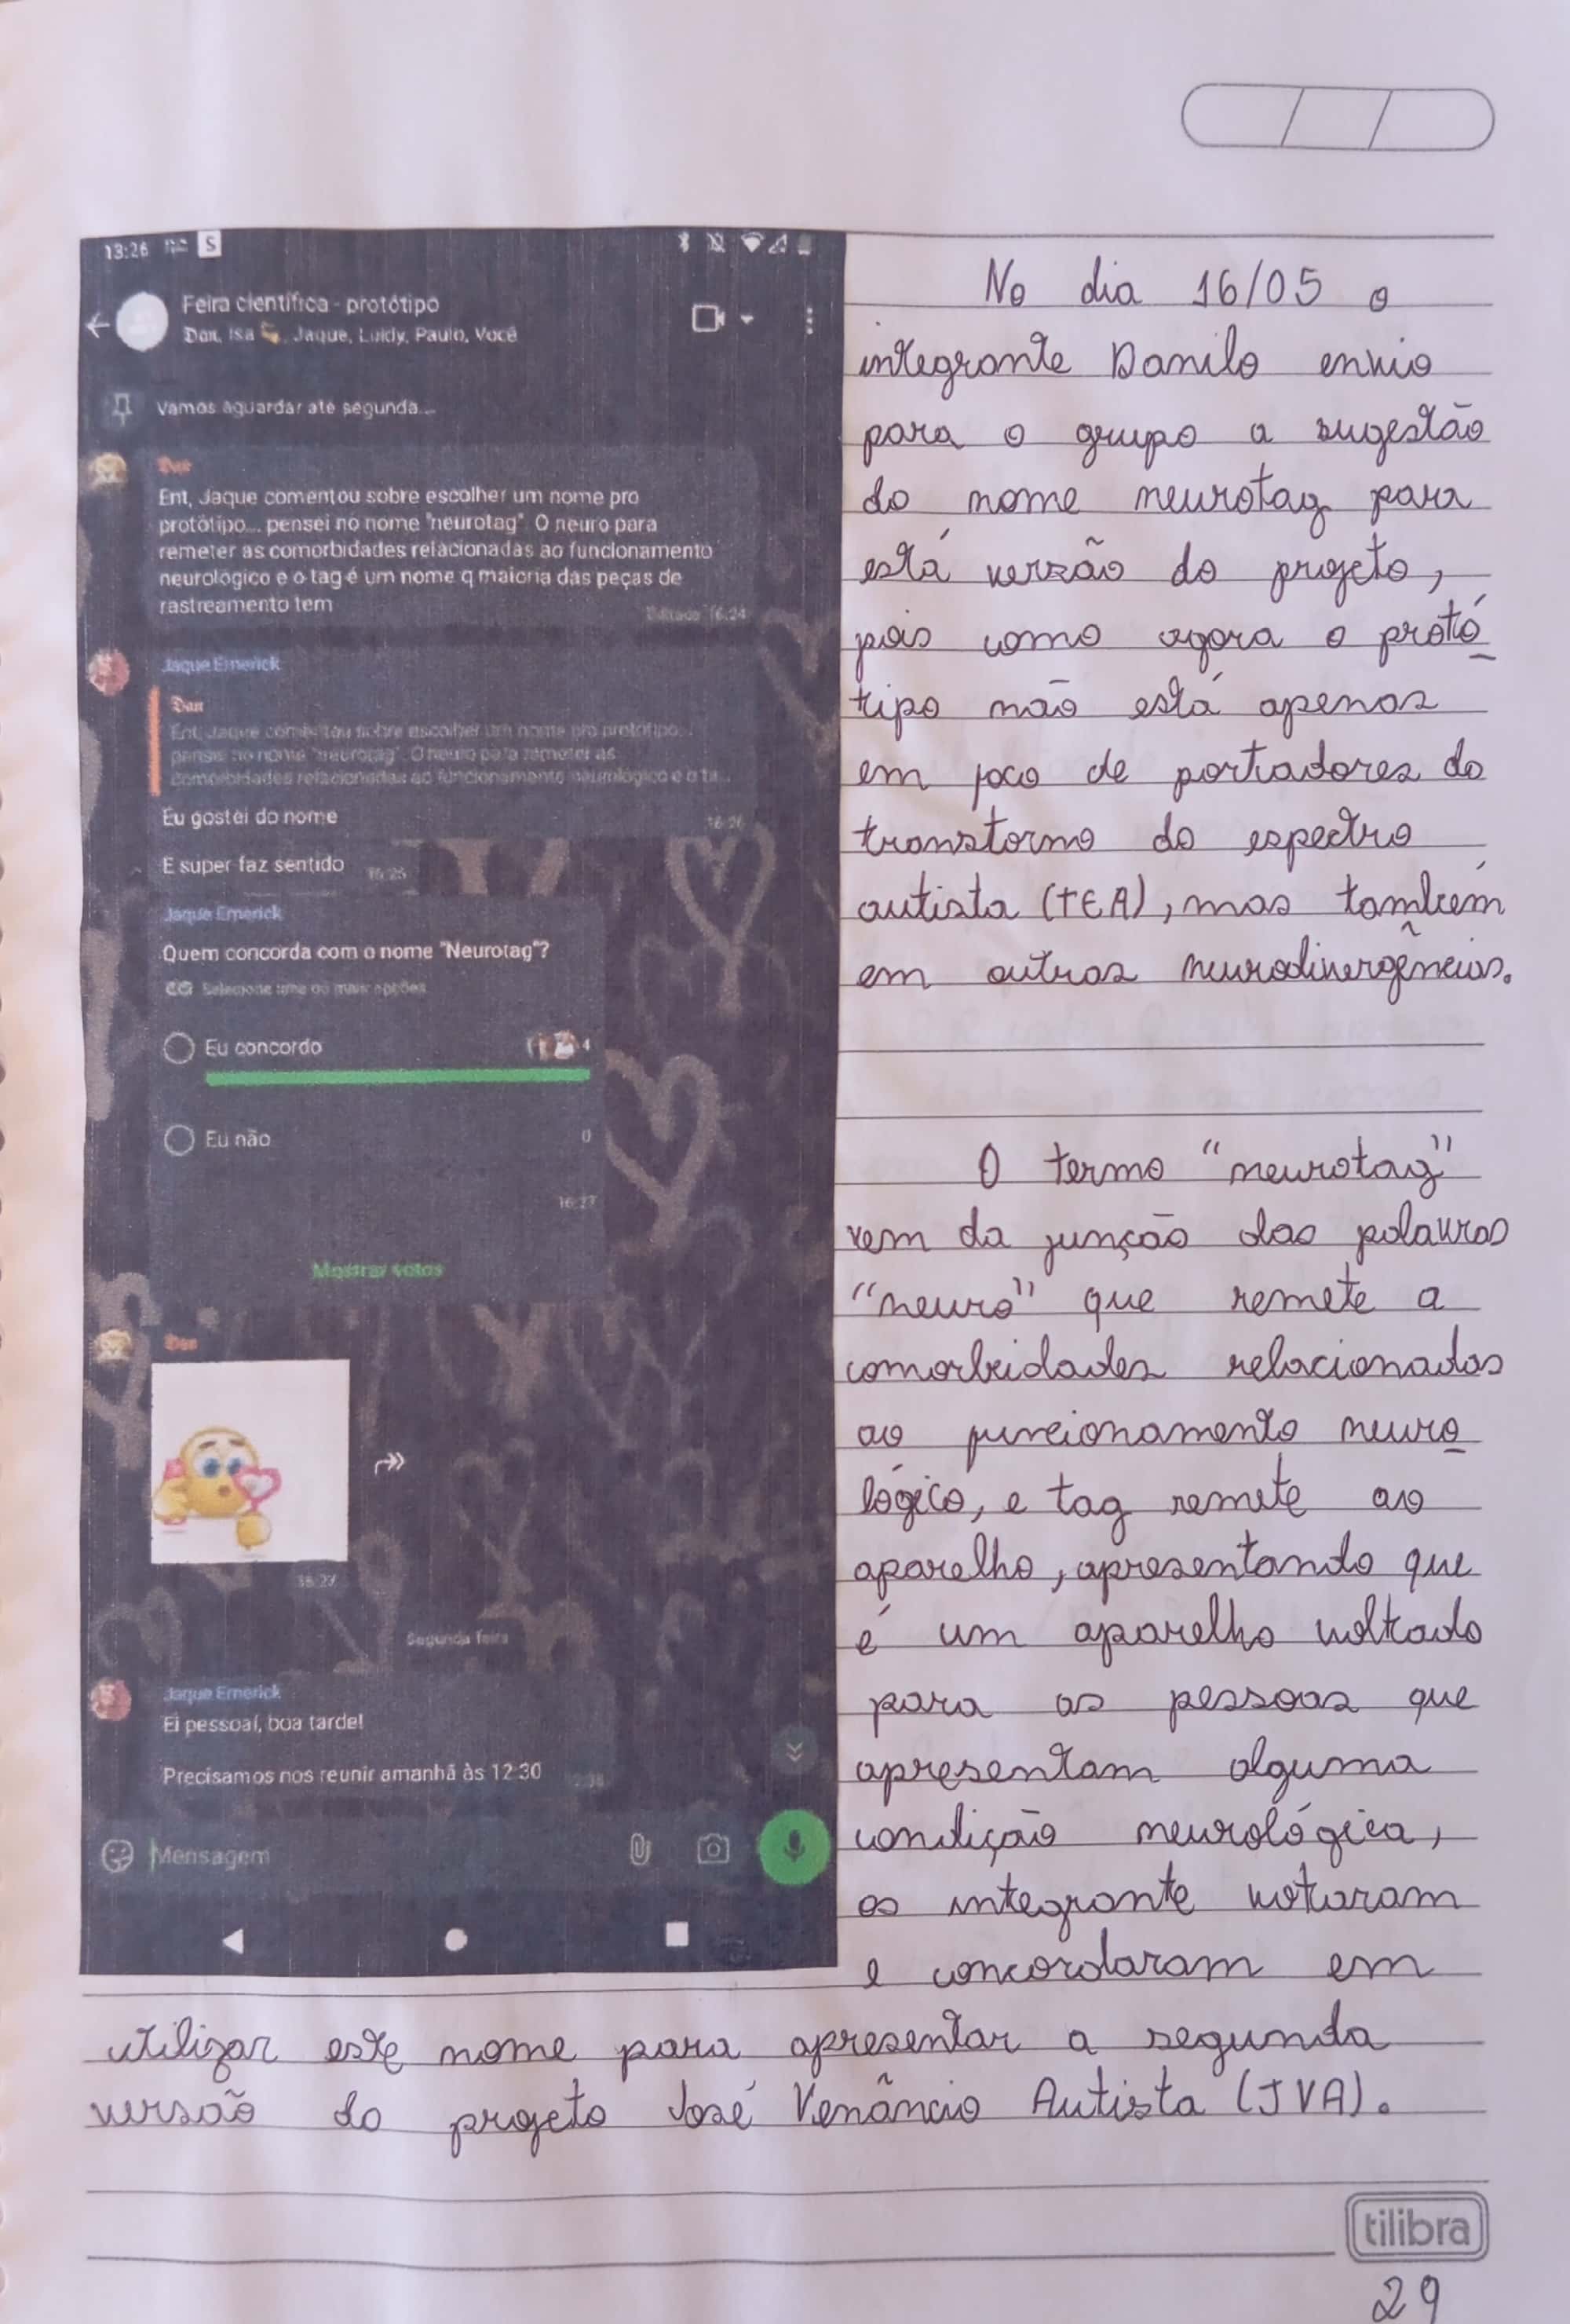 13:26 S
Feira científica - protótipo
Dan, Isa, Jaque, Luidy, Paulo, Você
Vamos aguardar até segunda...
Dan
Ent, Jaque comentou sobre escolher um nome pro
protótipo... pensei no nome "neurotag". O neuro para
remeter as comorbidades relacionadas ao funcionamento
neurológico e o tag é um nome q maioria das peças de
rastreamento tem
Editado 16:24
Jaque Emerick
Dan
Ent, Jaque comentou sobre escolher um nome pro protótipo...
pensei no nome "neurotag". O neuro para remeter as
comorbidades relacionadas ao funcionamento neurológico e o ta...
Eu gostei do nome
16:26
E super faz sentido
16:26
Jaque Emerick
Quem concorda com o nome "Neurotag"?
Selecione uma ou mais opções
Eu concordo 4
Eu não 0
16:27
Mostrar votos
Dan
16:27
Segunda-feira
Jaque Emerick
Ei pessoal, boa tarde!
Precisamos nos reunir amanhã às 12:30
Mensagem
No dia 16/05 o
integrante Danilo envio
para o grupo a sugestão
do nome neurotag para
está verzão do projeto,
pois como agora o protó
tipo não está apenas
em foco de portadores do
transtorno do espectro
autista (TEA), mas também
em outras neurodivergências.
O termo "neurotag"
vem da junção das palavras
"neuro" que remete a
comorbidades relacionadas
ao funcionamento neuro
lógico, e tag remete ao
aparelho, apresentando que
é um aparelho voltado
para as pessoas que
apresentam alguma
condição neurológica,
os integrante votaram
e concordaram em
utilizar este nome para apresentar a segunda
versão do projeto José Venâncio Autista (JVA).
tilibra
29